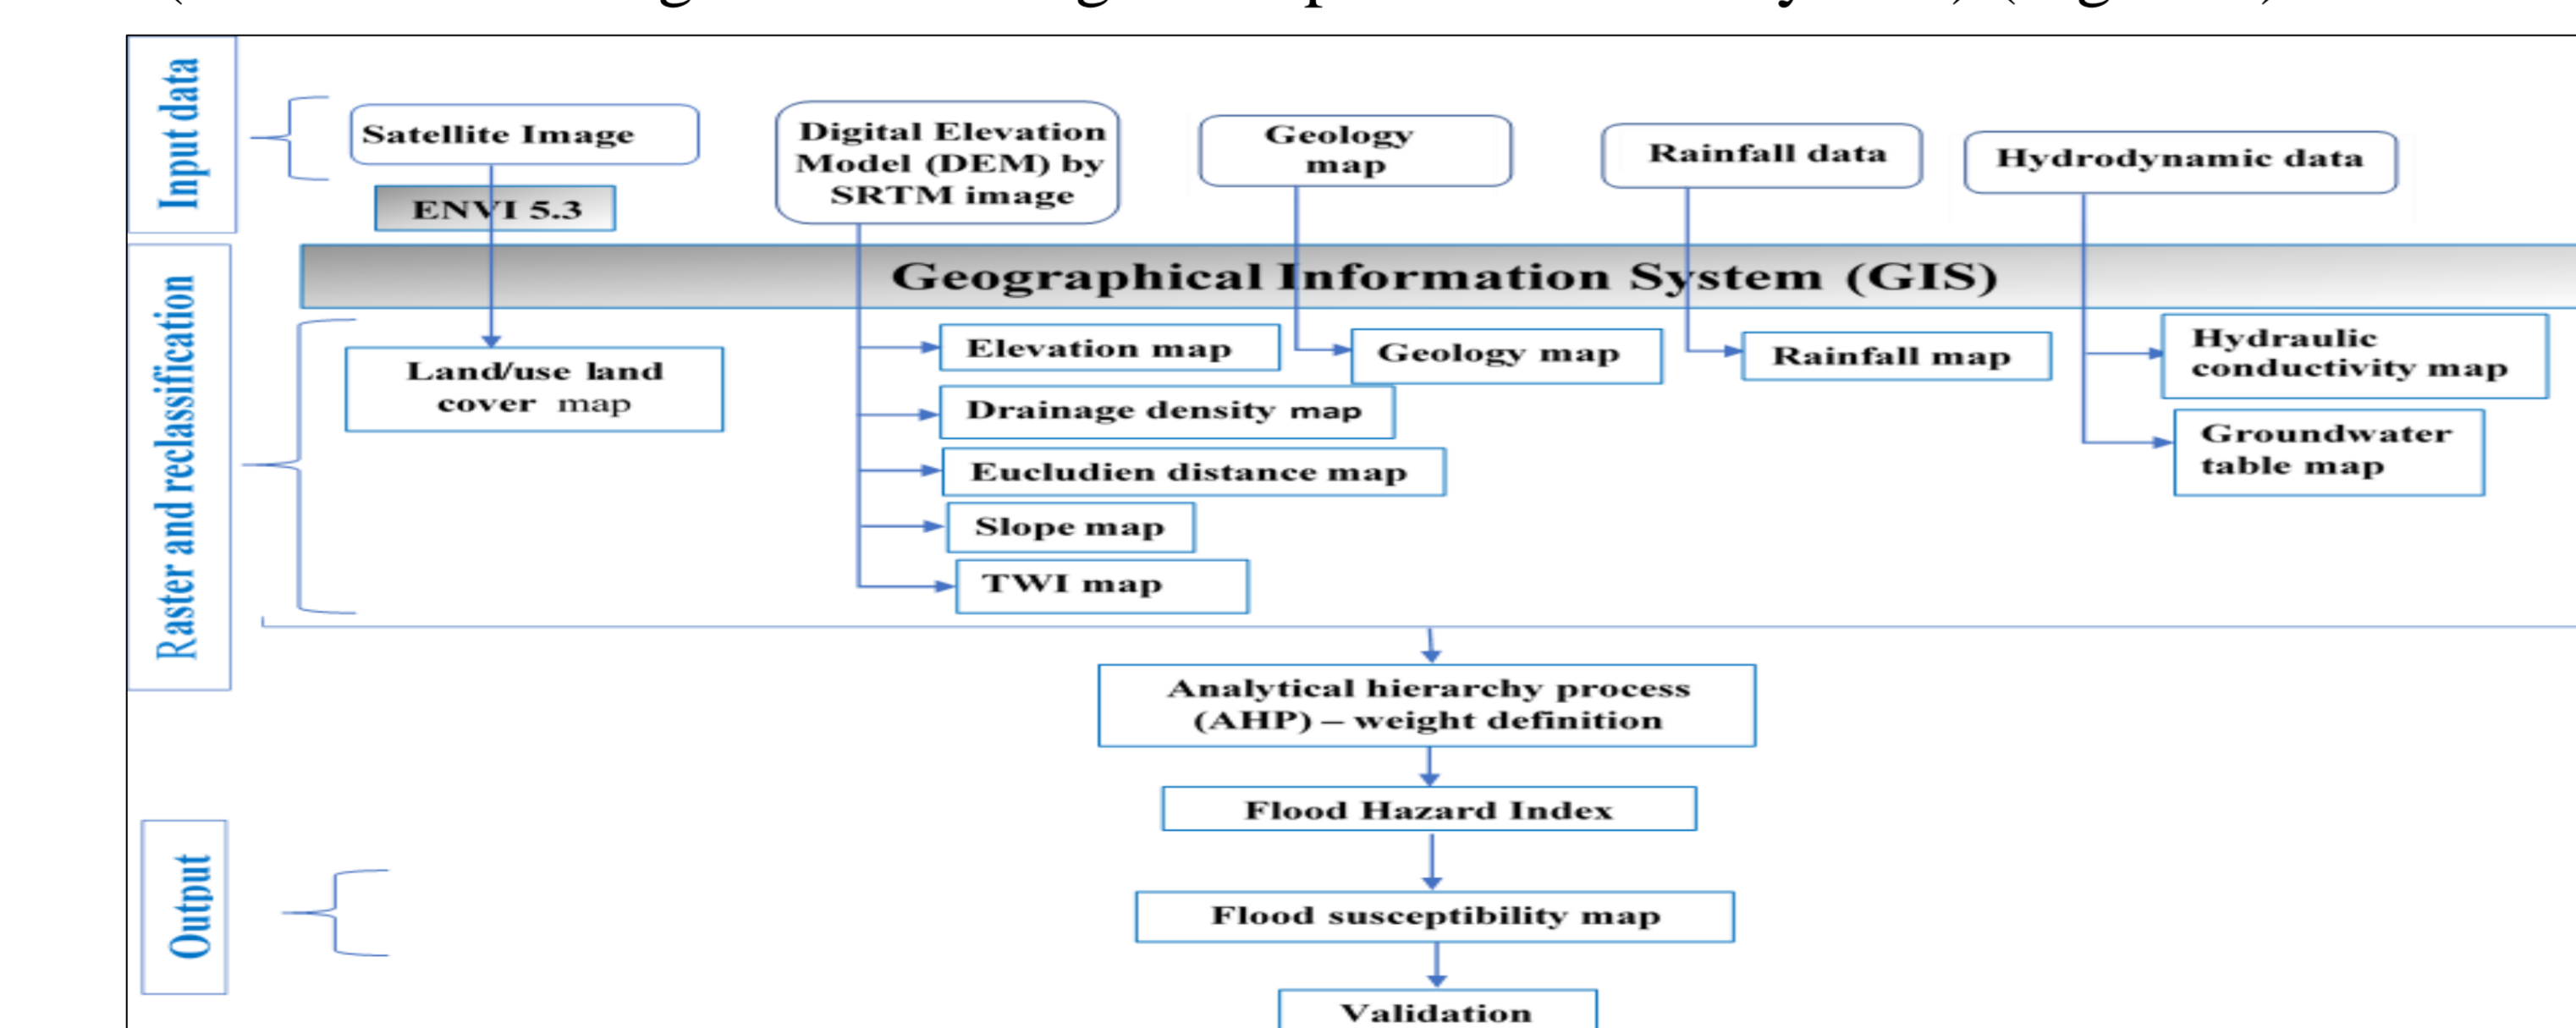 Input data
Satellite Image
ENVI 5.3
Digital Elevation
Model (DEM) by
SRTM image
Geology
map
Rainfall data
Hydrodynamic data
Geographical Information System (GIS)
Raster and reclassification
Land/use land
cover map
Elevation map
Drainage density map
Eucludien distance map
Slope map
TWI map
Geology map
Rainfall map
Hydraulic
conductivity map
Groundwater
table map
Analytical hierarchy process
(AHP) – weight definition
Flood Hazard Index
Output
Flood susceptibility map
Validation